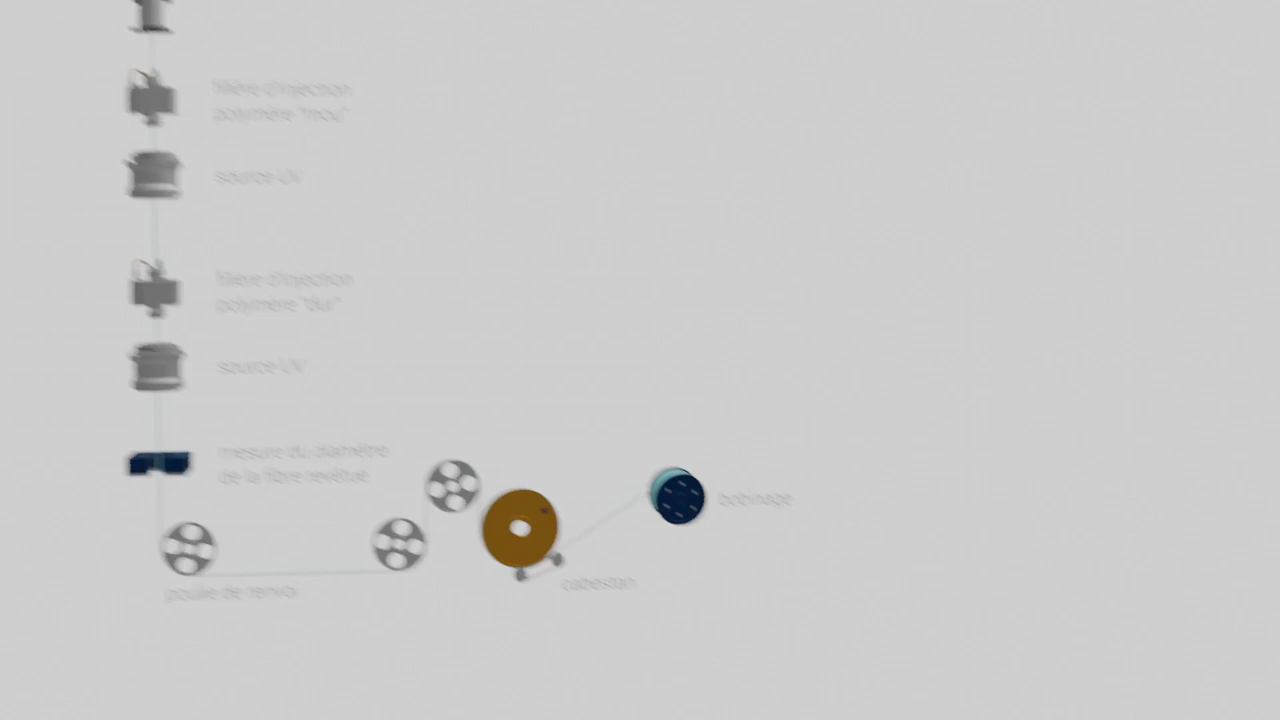 filière d'injection
polymère "mou"
source UV
filière d'injection
polymère "dur"
source UV
mesure du diamètre
de la fibre revêtue
bobinage
cabestan
poulie de renvoi